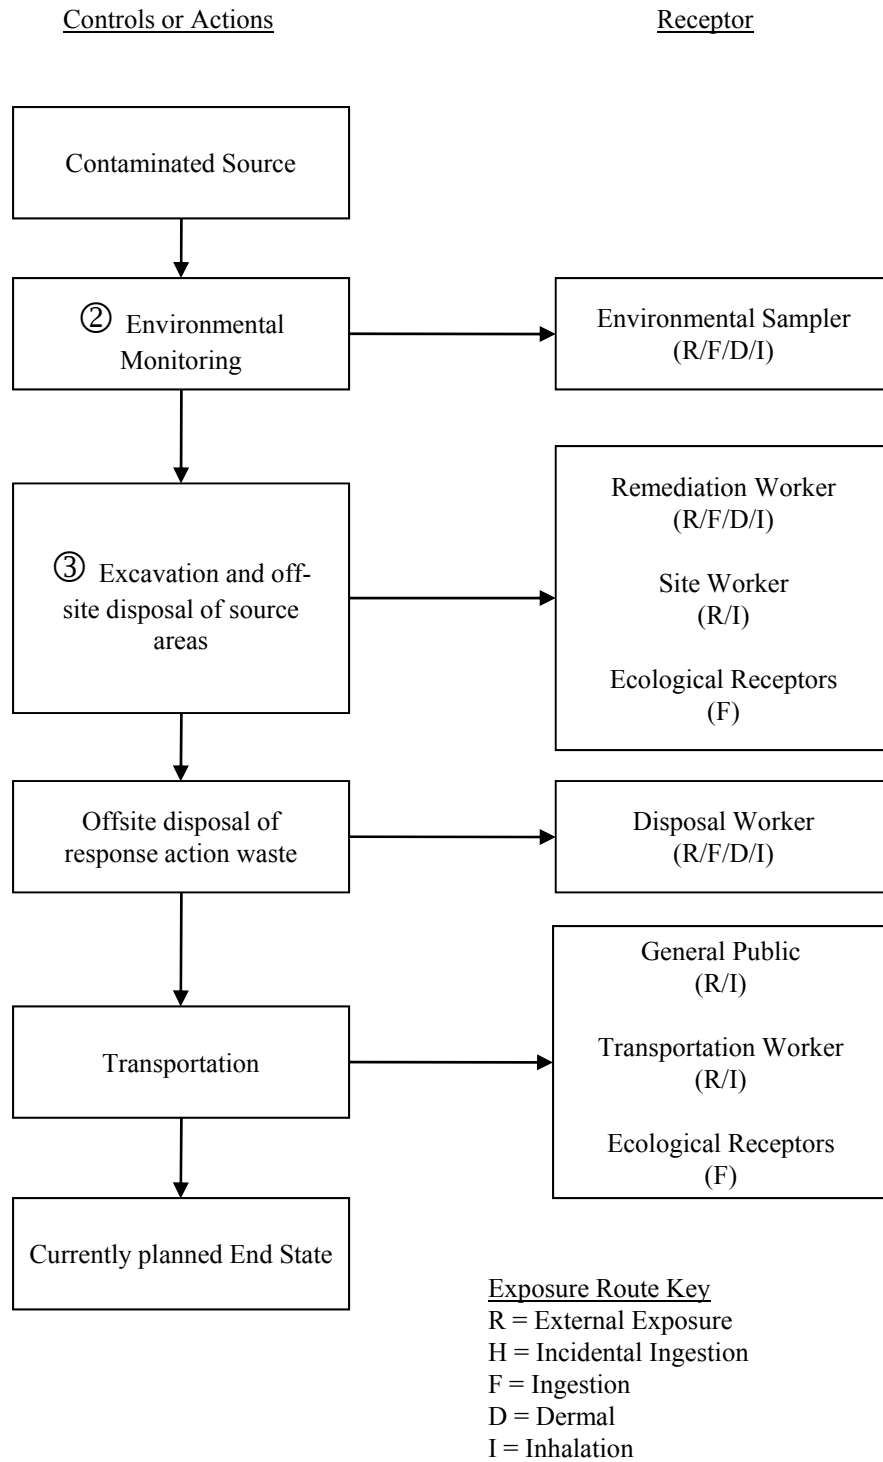 Controls or Actions
Receptor
Contaminated Source
② Environmental
Monitoring
Environmental Sampler
(R/F/D/I)
③ Excavation and off-
site disposal of source
areas
Remediation Worker
(R/F/D/I)
Site Worker
(R/I)
Ecological Receptors
(F)
Offsite disposal of
response action waste
Disposal Worker
(R/F/D/I)
Transportation
General Public
(R/I)
Transportation Worker
(R/I)
Ecological Receptors
(F)
Currently planned End State
Exposure Route Key
R = External Exposure
H = Incidental Ingestion
F = Ingestion
D = Dermal
I = Inhalation